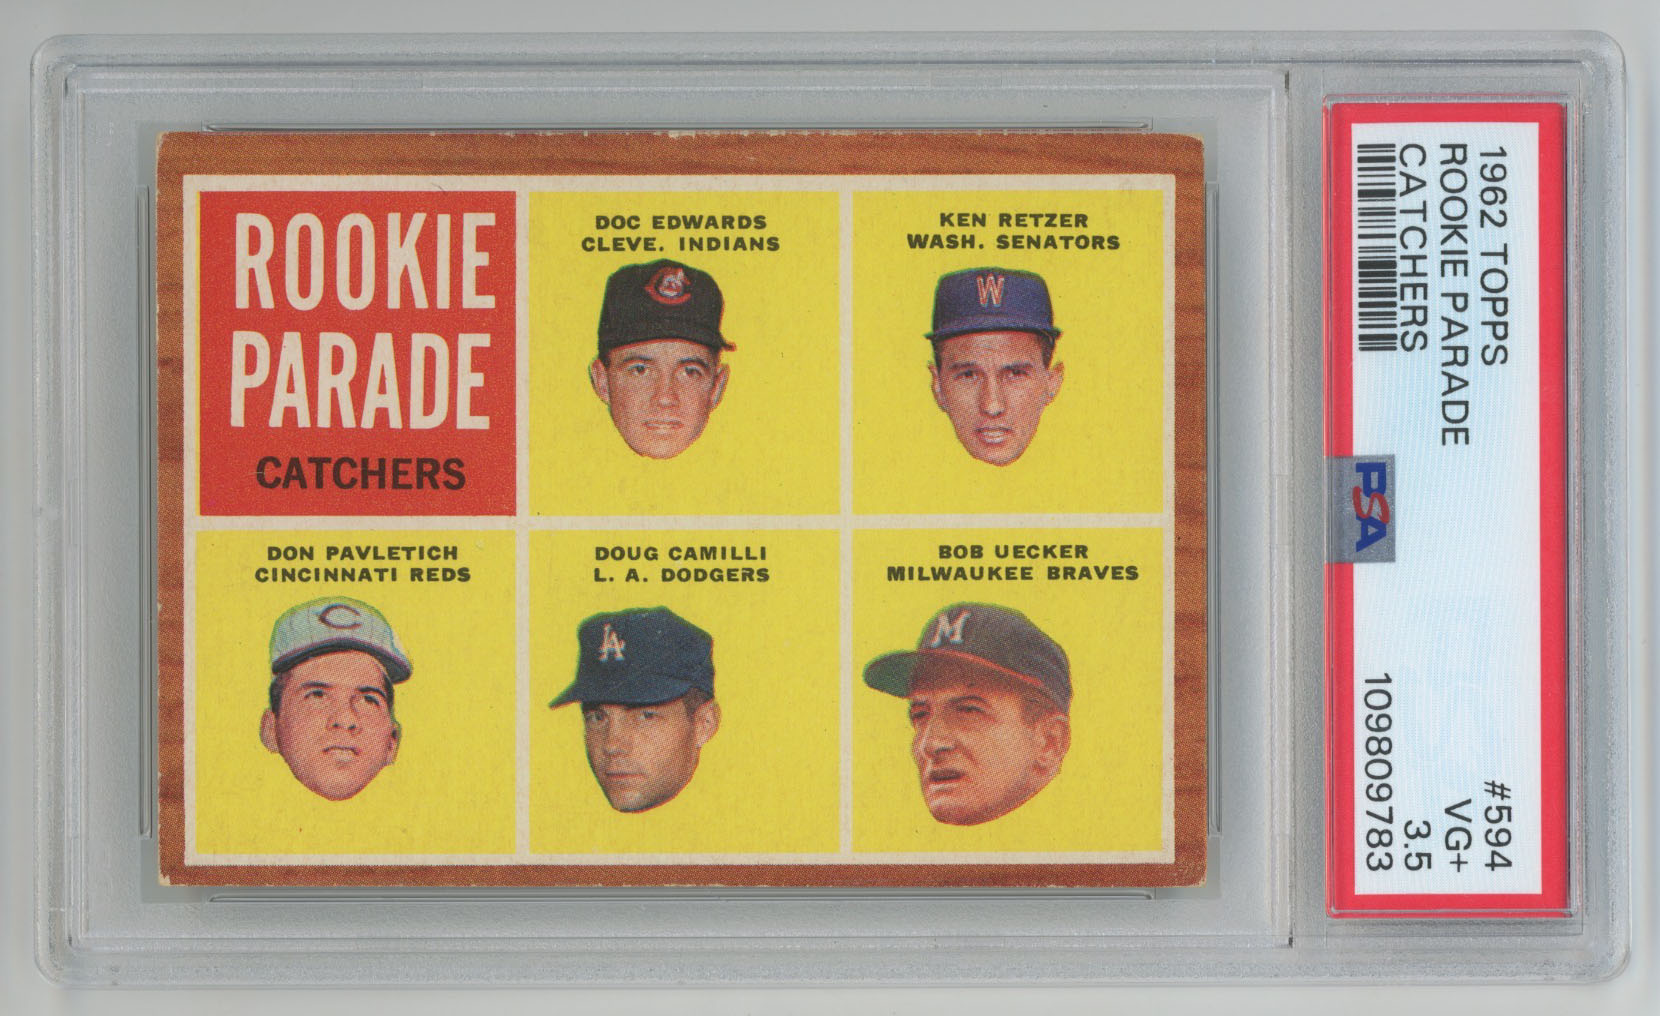 ROOKIE
PARADE
CATCHERS
DOC EDWARDS
CLEVE. INDIANS
KEN RETZER
WASH. SENATORS
DON PAVLETICH
CINCINNATI REDS
DOUG CAMILLI
L. A. DODGERS
BOB UECKER
MILWAUKEE BRAVES
C
W
C
LA
M
1962 TOPPS #594
ROOKIE PARADE VG+
CATCHERS 3.5
PSA 109809783